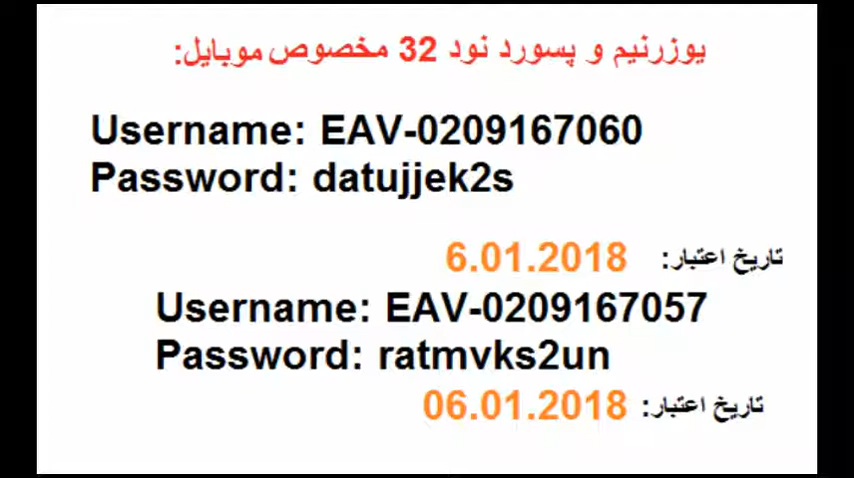 یوزرنیم و پسورد نود 32 مخصوص موبایل:
Username: EAV-0209167060
Password: datujjek2s
تاریخ اعتبار: 6.01.2018
Username: EAV-0209167057
Password: ratmvks2un
تاریخ اعتبار: 06.01.2018